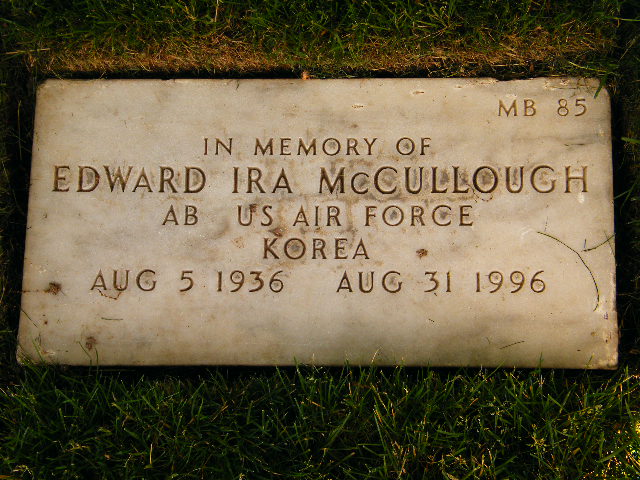 MB 85
IN MEMORY OF
EDWARD IRA McCULLOUGH
AB US AIR FORCE
KOREA
AUG 5 1936 AUG 31 1996